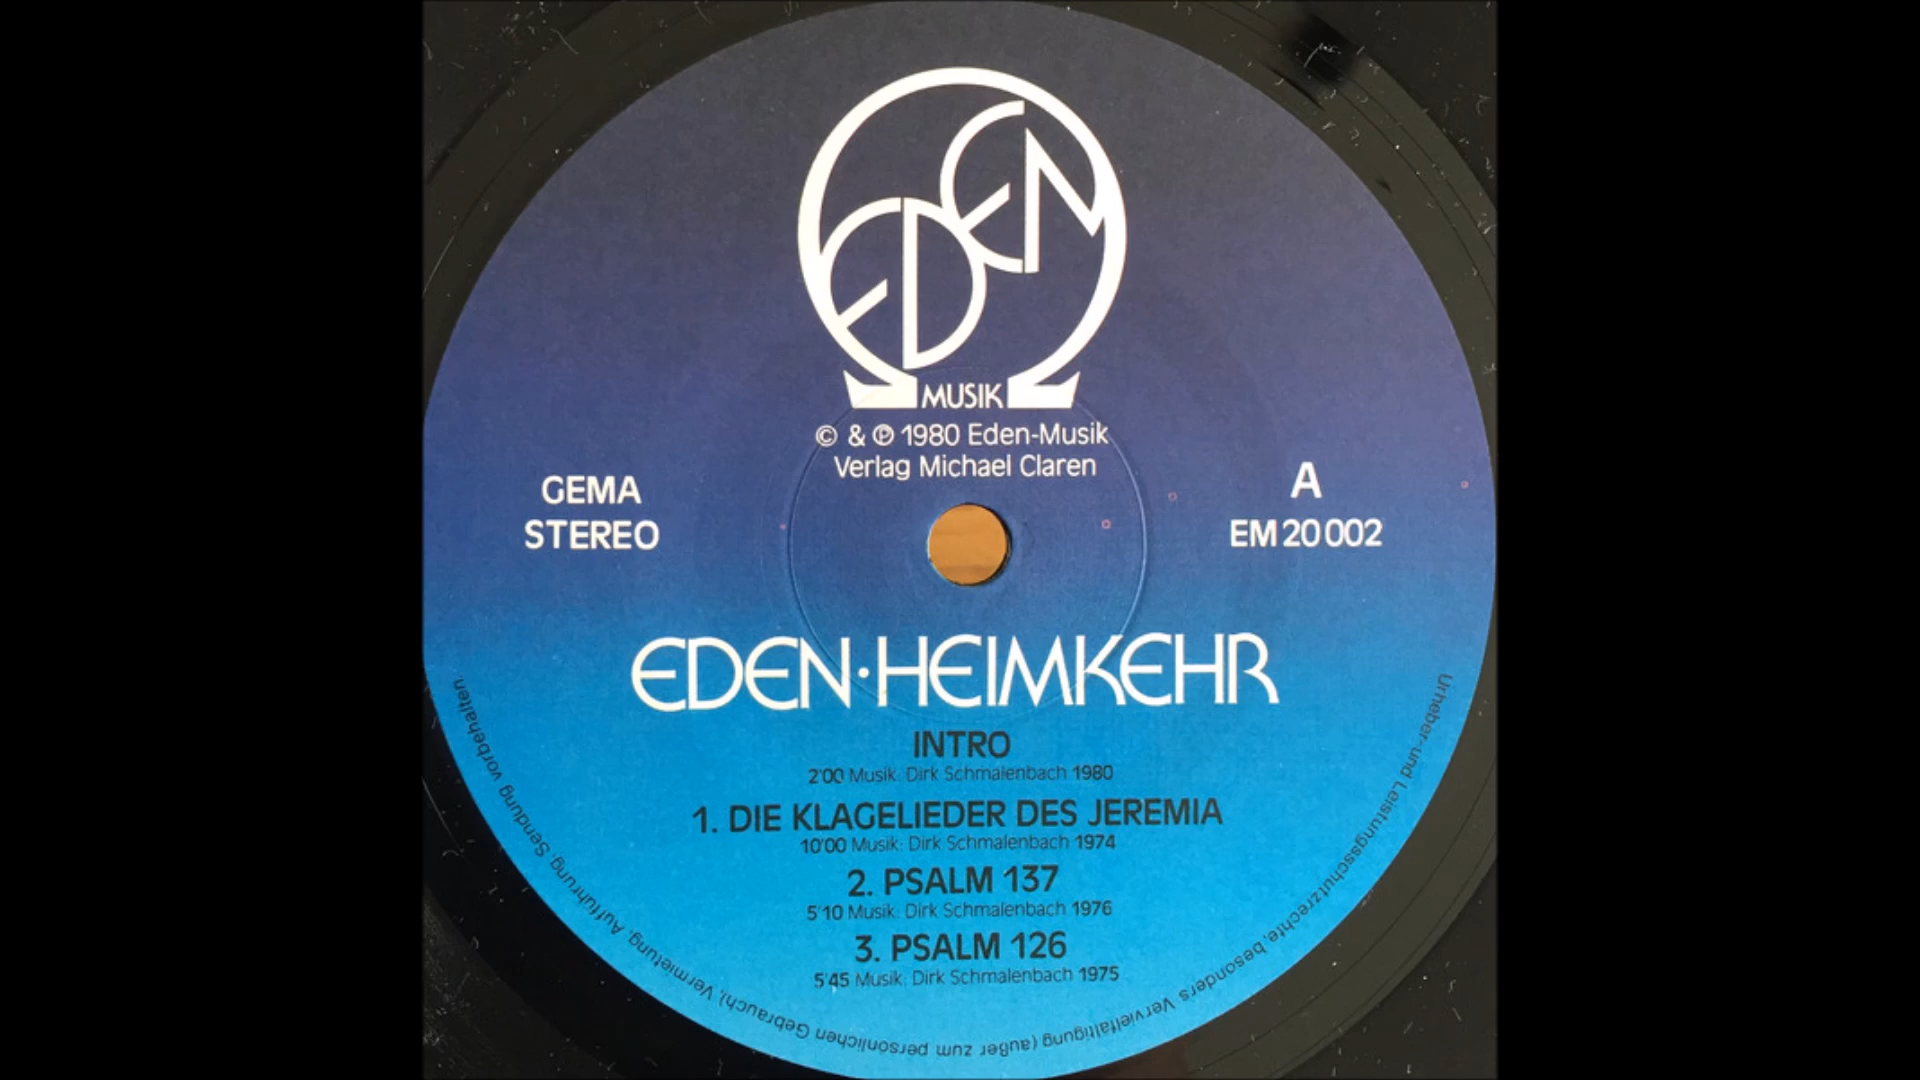 EDEN
MUSIK
© & ℗ 1980 Eden-Musik
Verlag Michael Claren
GEMA
STEREO
A
EM 20 002
EDEN·HEIMKEHR
INTRO
2'00 Musik: Dirk Schmalenbach 1980
1. DIE KLAGELIEDER DES JEREMIA
10'00 Musik: Dirk Schmalenbach 1974
2. PSALM 137
5'10 Musik: Dirk Schmalenbach 1976
3. PSALM 126
5'45 Musik: Dirk Schmalenbach 1975
Urheber- und Leistungsschutzrechte, besonders Vervielfältigung (außer zum persönlichen Gebrauch), Vermietung, Aufführung, Sendung vorbehalten.